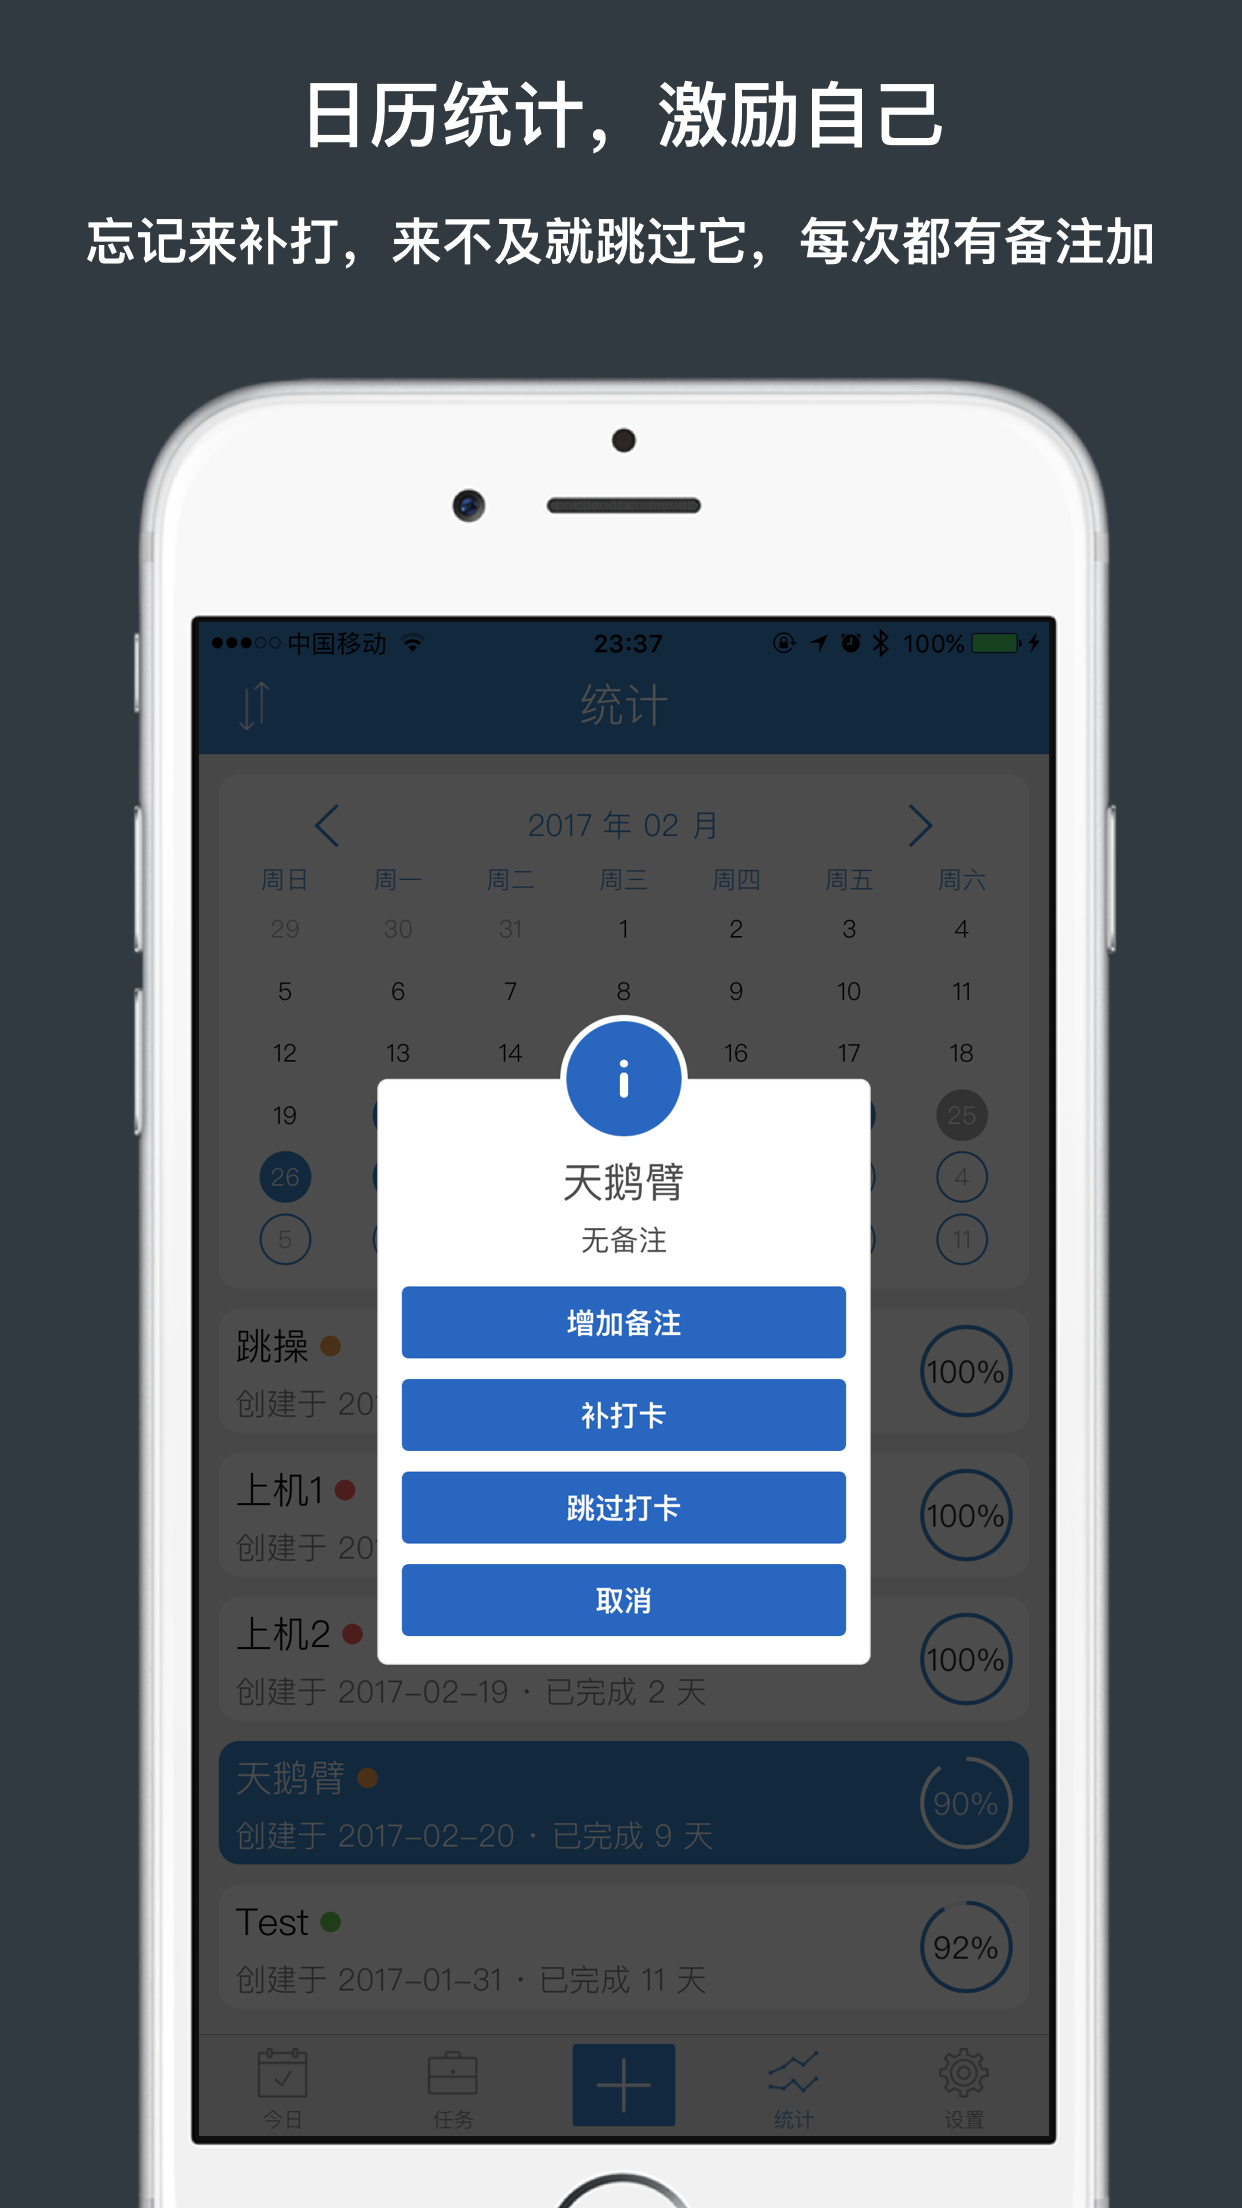 日历统计，激励自己
忘记来补打，来不及就跳过它，每次都有备注加
中国移动 23:37 100%
统计
2017 年 02 月
周日 周一 周二 周三 周四 周五 周六
29 30 31 1 2 3 4
5 6 7 8 9 10 11
12 13 14 16 17 18
19 25
26 4
5 11
天鹅臂
无备注
增加备注
补打卡
跳过打卡
取消
跳操 100%
创建于 20
上机1 100%
创建于 20
上机2 100%
创建于 2017-02-19 · 已完成 2 天
天鹅臂 90%
创建于 2017-02-20 · 已完成 9 天
Test 92%
创建于 2017-01-31 · 已完成 11 天
今日 任务 统计 设置